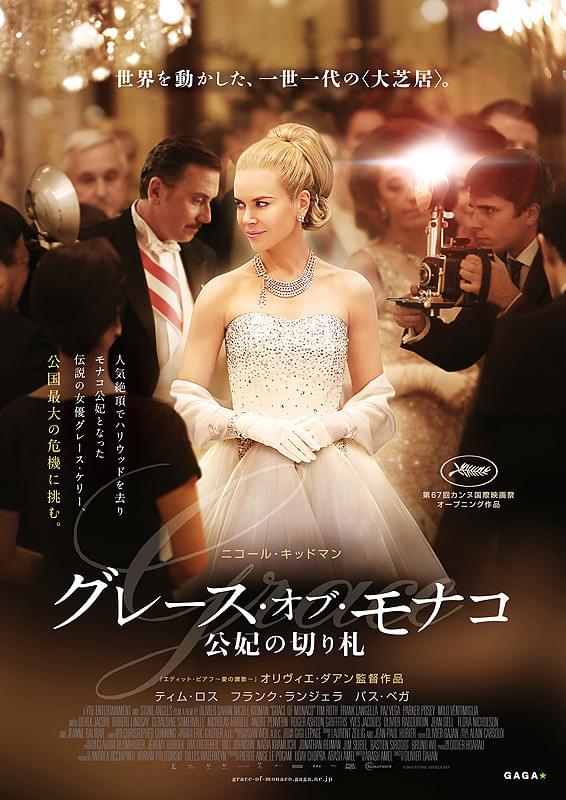 世界を動かした、一世一代の〈大芝居〉。
人気絶頂でハリウッドを去り
モナコ公妃となった
伝説の女優グレース・ケリー、
公国最大の危機に挑む。
第67回カンヌ国際映画祭
オープニング作品
ニコール・キッドマン
Grace
グレース・オブ・モナコ
公妃の切り札
『エディット・ピアフ〜愛の讃歌〜』オリヴィエ・ダアン監督作品
ティム・ロス フランク・ランジェラ パス・ベガ
grace-of-monaco.gaga.ne.jp
GAGA★